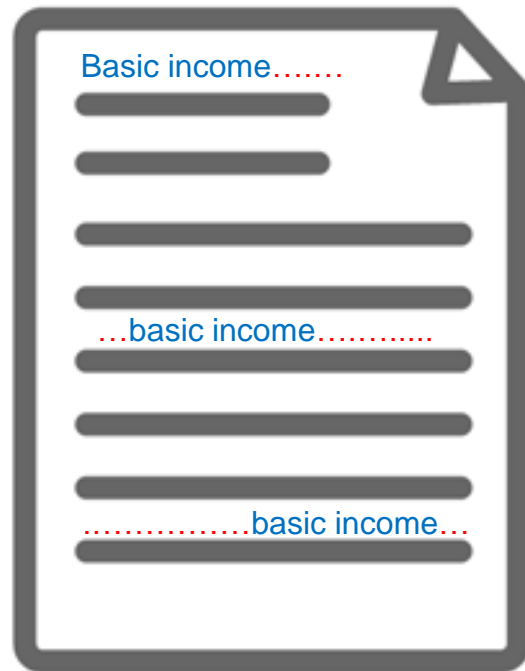 Basic income…....
…basic income……......
……………basic income…